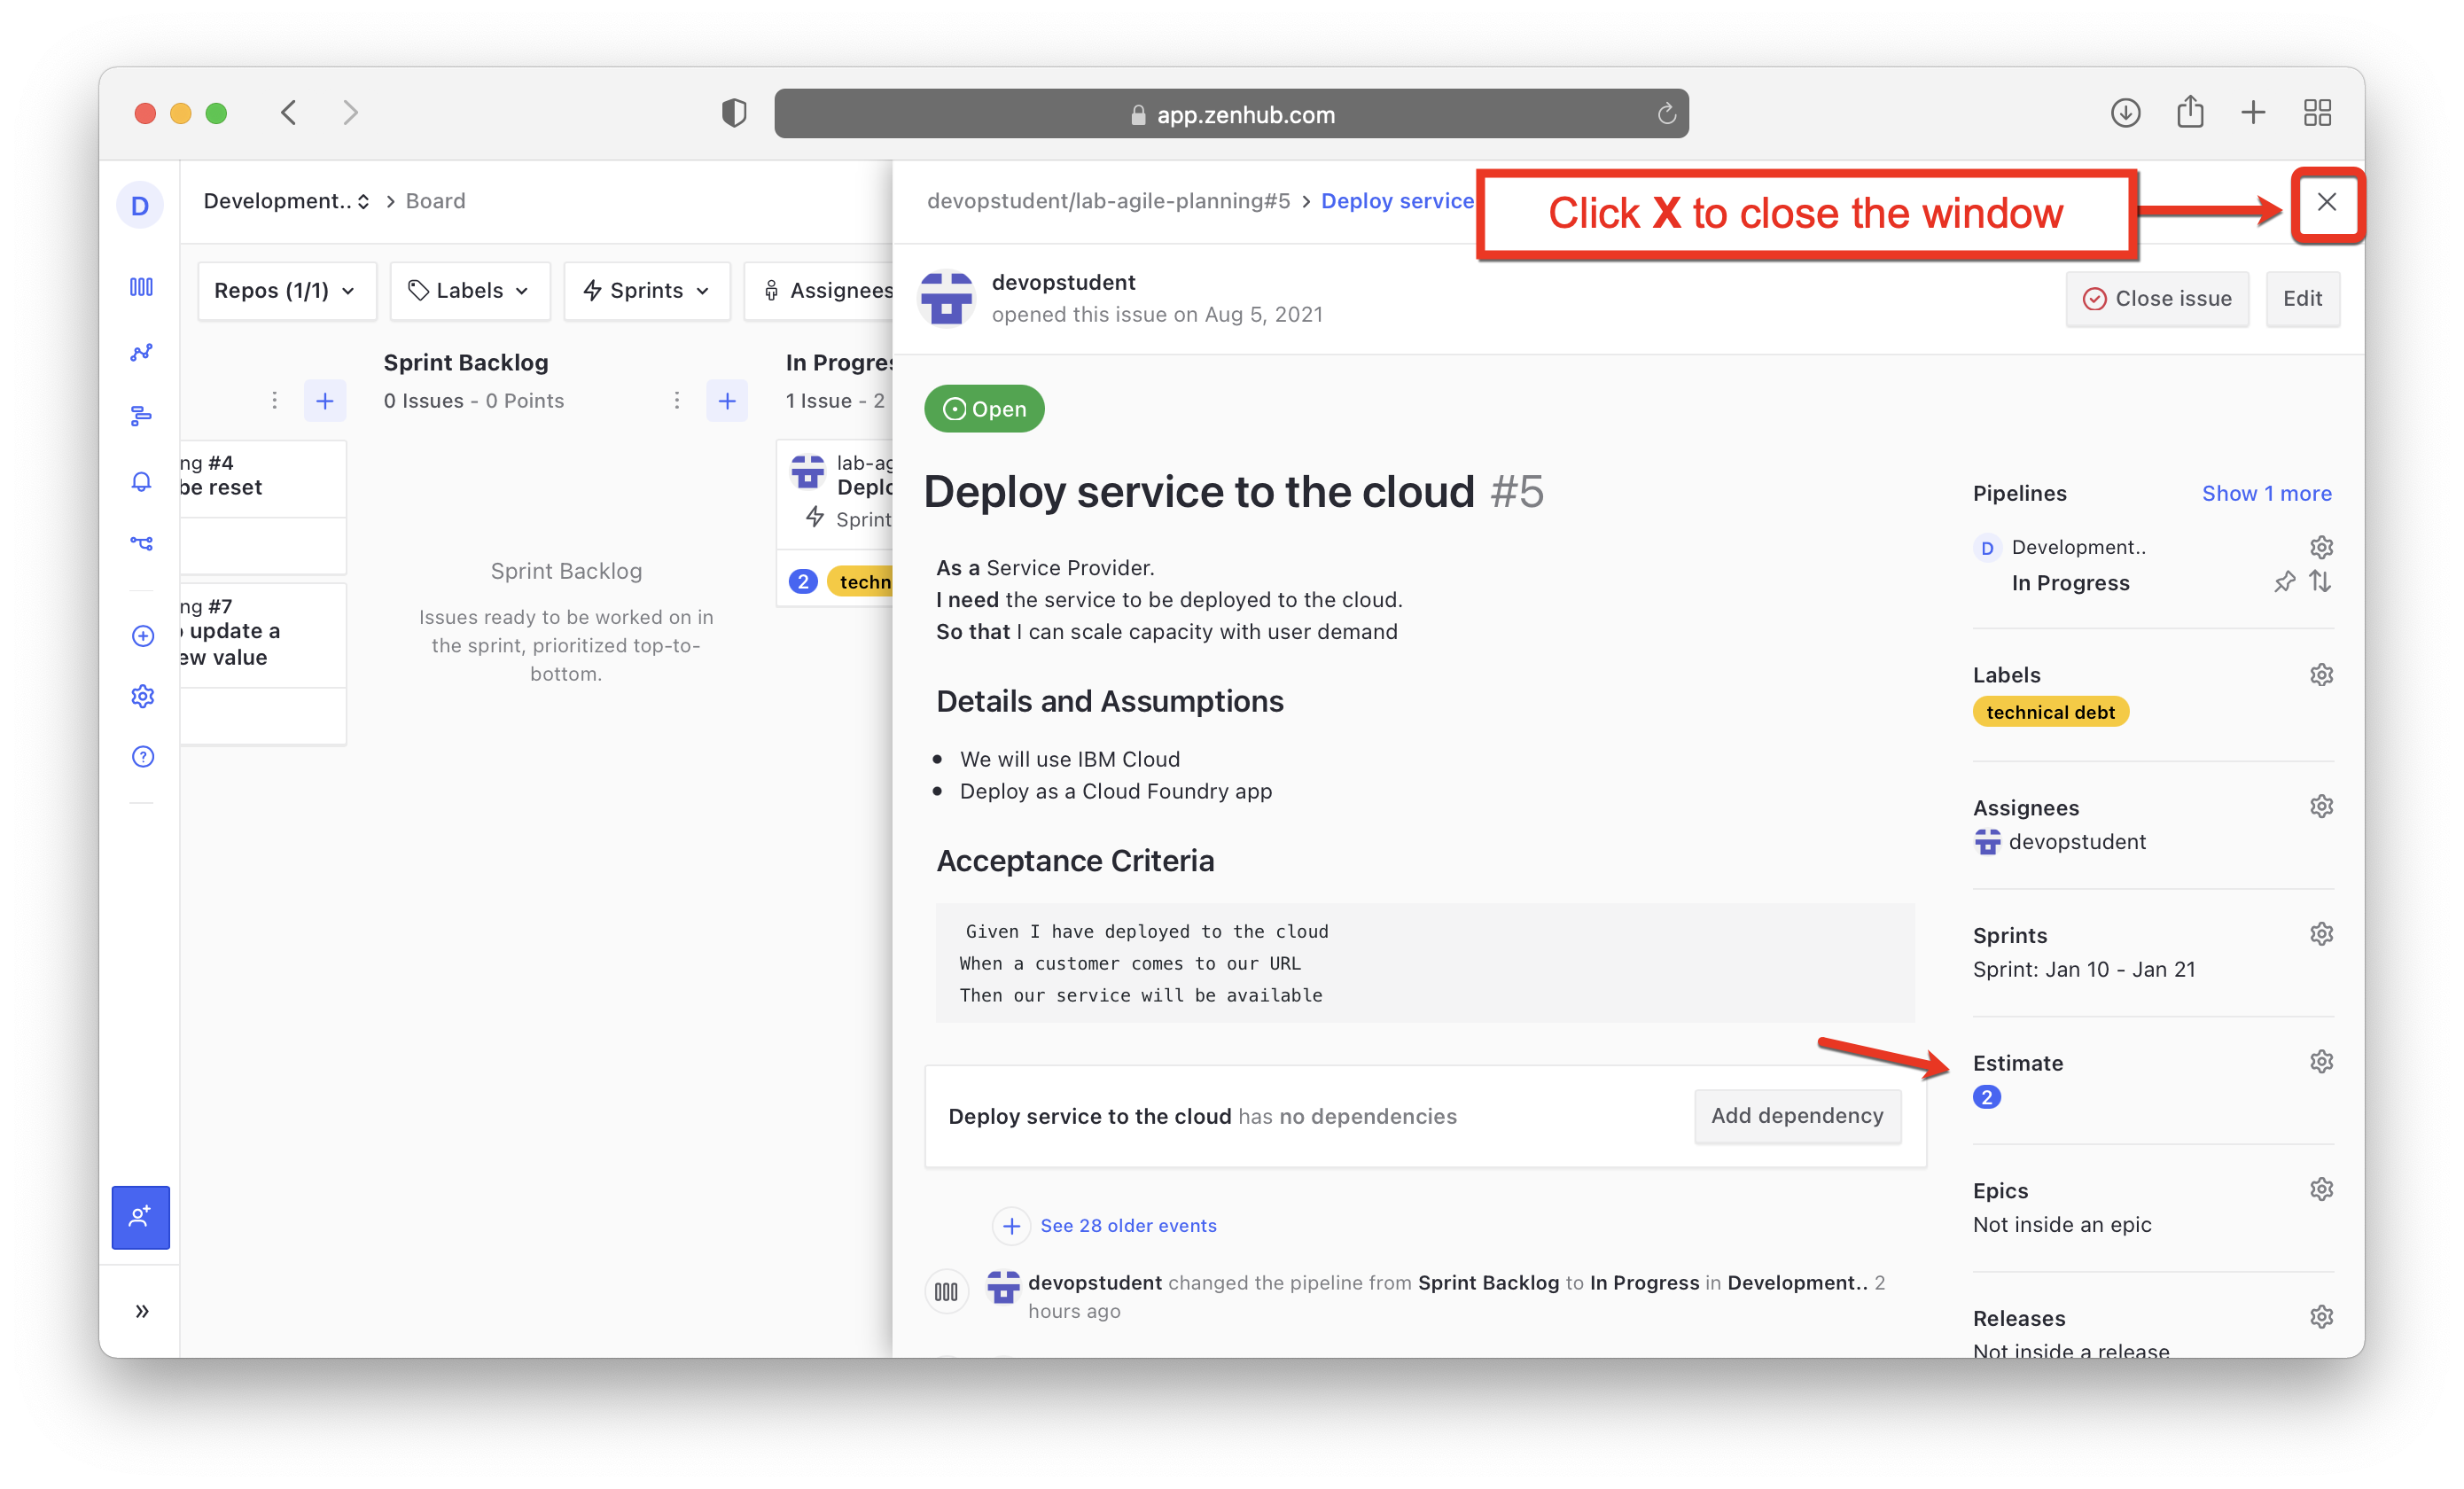 app.zenhub.com
D
Development.. > Board
Repos (1/1)
Labels
Sprints
Assignees
Sprint Backlog
0 Issues - 0 Points
In Progres
1 Issue - 2
ng #4
be reset
ng #7
update a
ew value
Sprint Backlog
Issues ready to be worked on in
the sprint, prioritized top-to-
bottom.
lab-ag
Deplo
Sprint
2 techn
devopstudent/lab-agile-planning#5 > Deploy service
Click X to close the window
devopstudent
opened this issue on Aug 5, 2021
Close issue
Edit
Open
Deploy service to the cloud #5
As a Service Provider.
I need the service to be deployed to the cloud.
So that I can scale capacity with user demand
Details and Assumptions
• We will use IBM Cloud
• Deploy as a Cloud Foundry app
Acceptance Criteria
Given I have deployed to the cloud
When a customer comes to our URL
Then our service will be available
Deploy service to the cloud has no dependencies
Add dependency
See 28 older events
devopstudent changed the pipeline from Sprint Backlog to In Progress in Development.. 2
hours ago
Pipelines
Show 1 more
D Development..
In Progress
Labels
technical debt
Assignees
devopstudent
Sprints
Sprint: Jan 10 - Jan 21
Estimate
2
Epics
Not inside an epic
Releases
Not inside a release